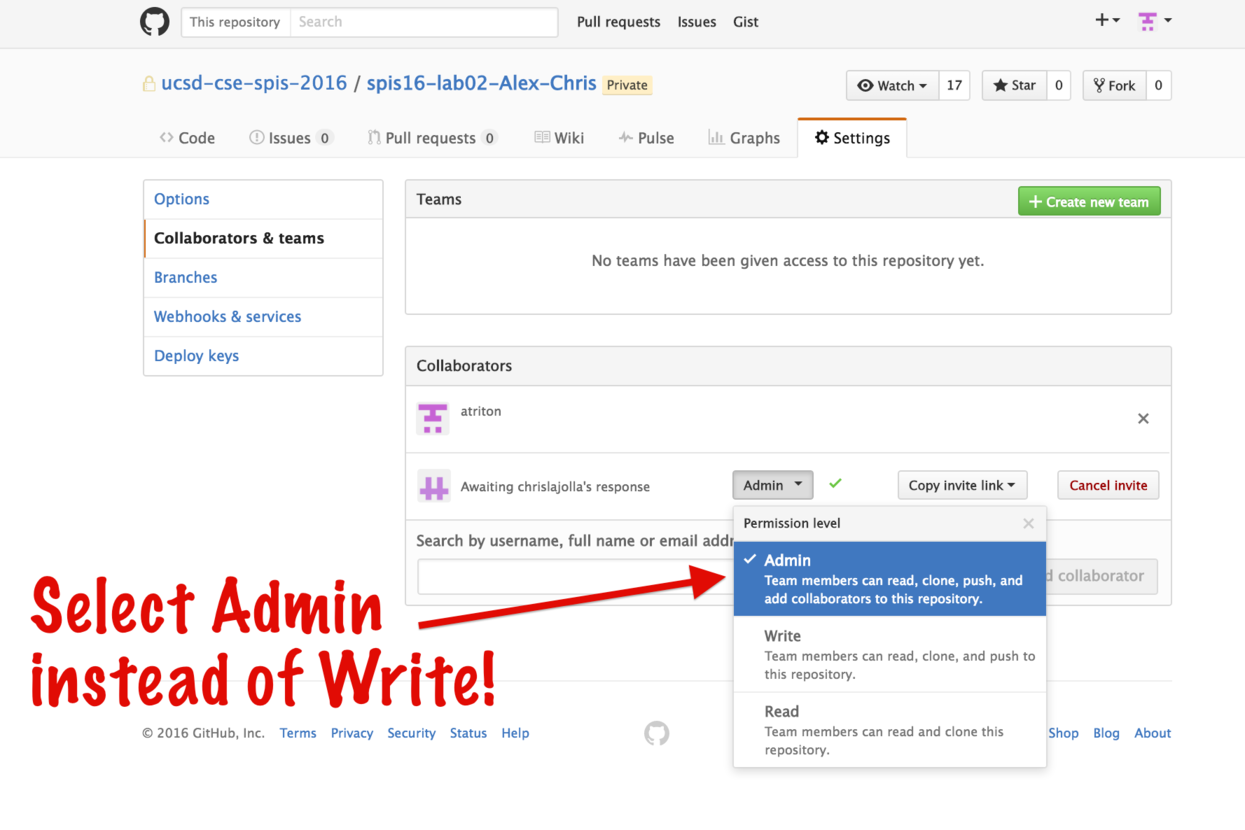 This repository Search Pull requests Issues Gist
ucsd-cse-spis-2016 / spis16-lab02-Alex-Chris Private
Watch 17 Star 0 Fork 0
Code Issues 0 Pull requests 0 Wiki Pulse Graphs Settings
Options
Collaborators & teams
Branches
Webhooks & services
Deploy keys
Teams
Create new team
No teams have been given access to this repository yet.
Collaborators
atriton
Awaiting chrislajolla's response Admin Copy invite link Cancel invite
Search by username, full name or email
collaborator
Permission level
Admin
Team members can read, clone, push, and
add collaborators to this repository.
Write
Team members can read, clone, and push to
this repository.
Read
Team members can read and clone this
repository.
Select Admin
instead of Write!
© 2016 GitHub, Inc. Terms Privacy Security Status Help
Shop Blog About